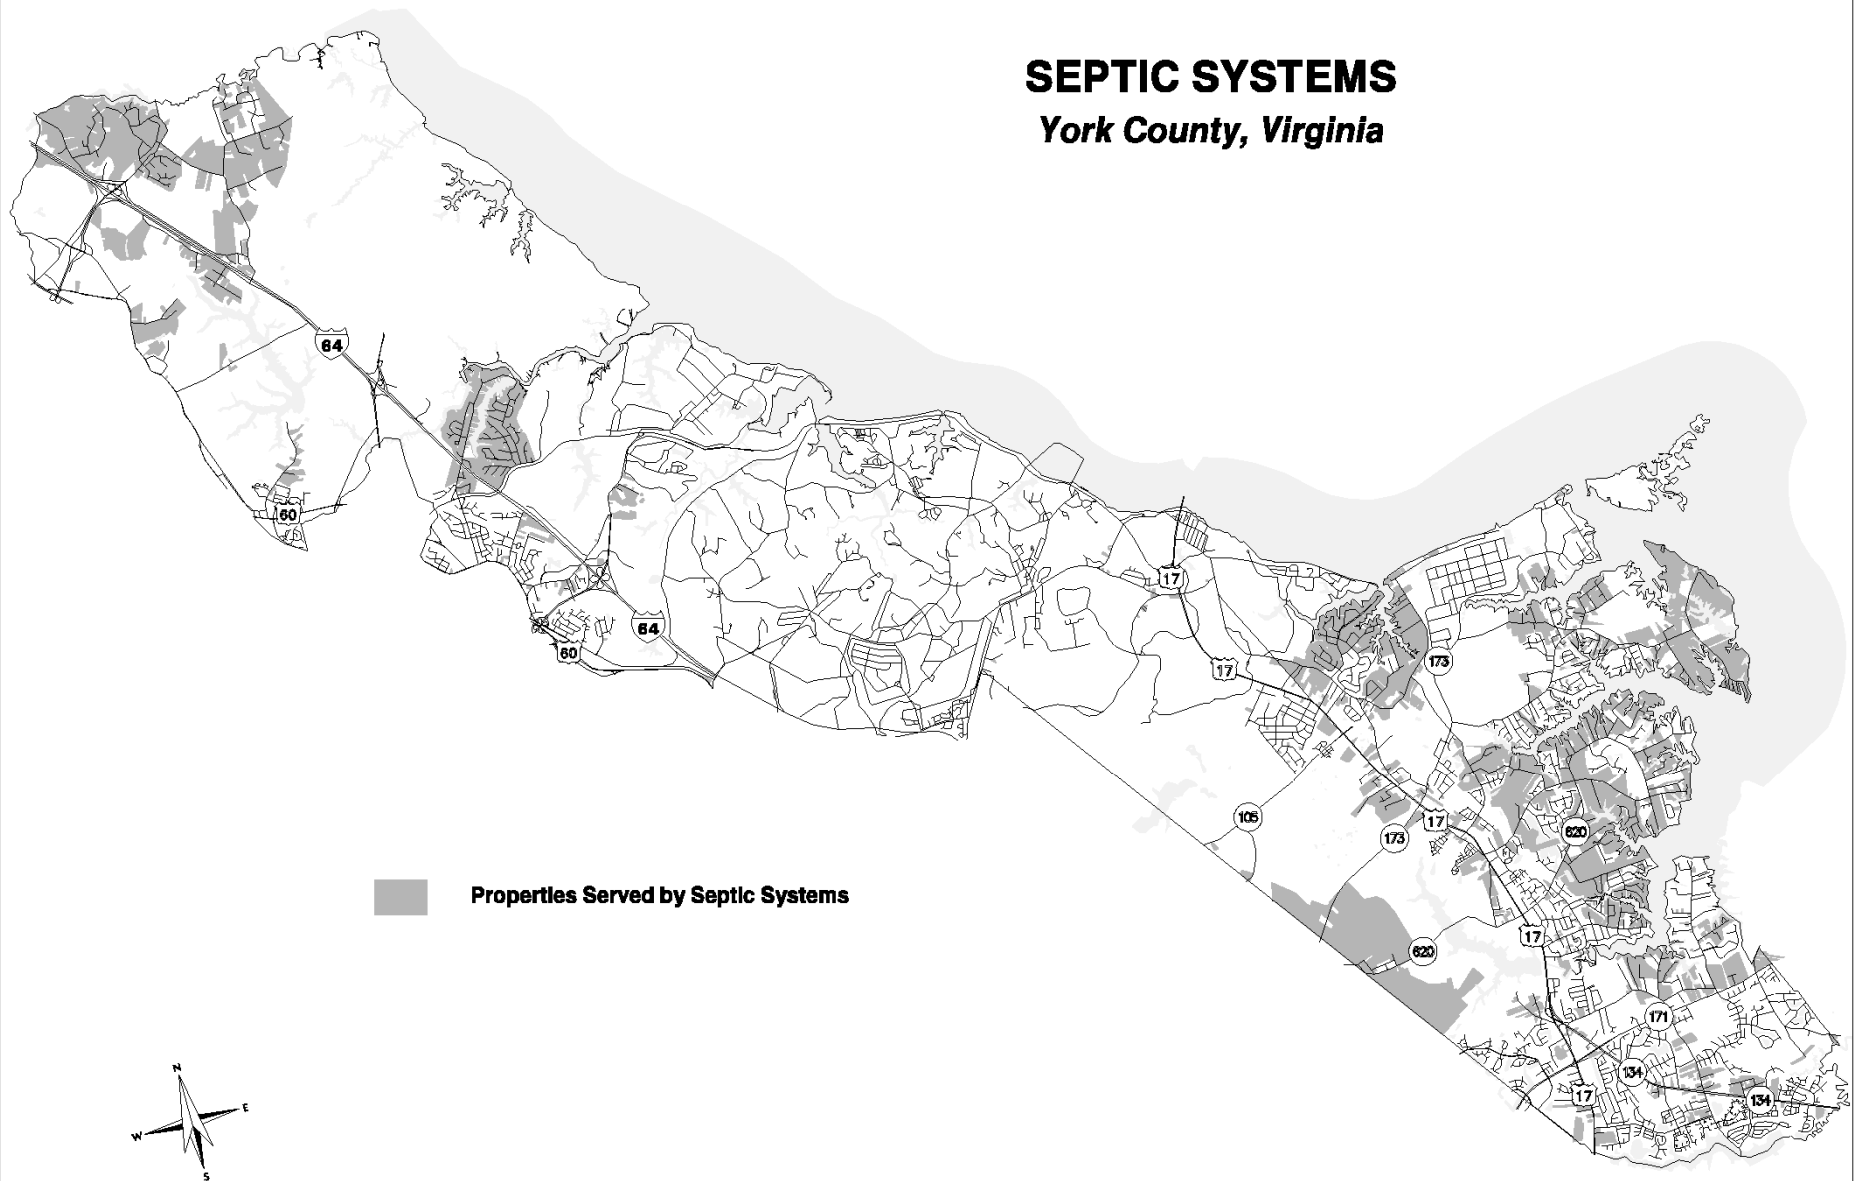 SEPTIC SYSTEMS
York County, Virginia
64
60
17
64
60
17
173
105
17
173
620
Properties Served by Septic Systems
620
17
171
134
17
134
N
E
W
S